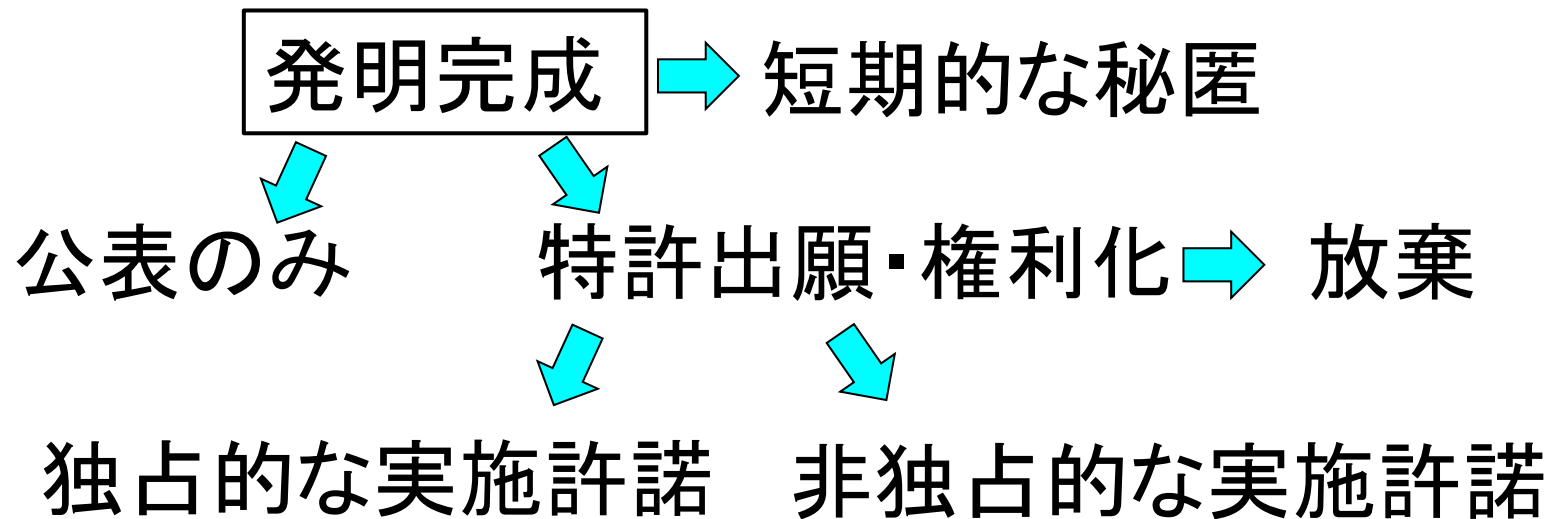 発明完成 短期的な秘匿
公表のみ 特許出願・権利化 放棄
独占的な実施許諾 非独占的な実施許諾